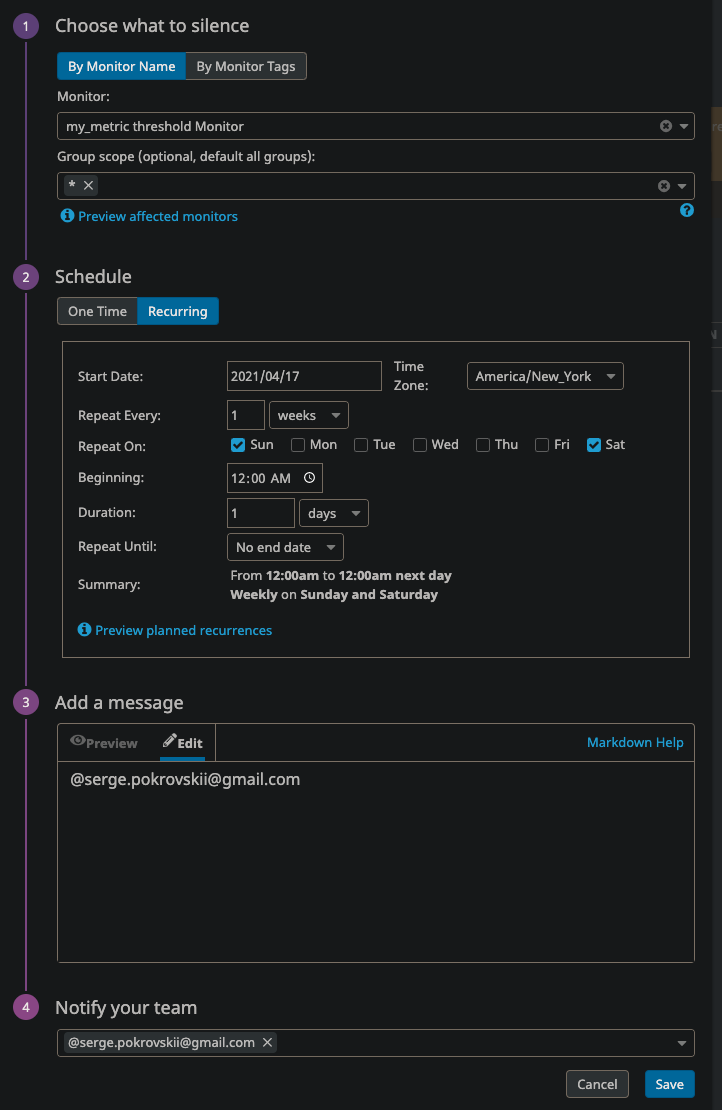 1 Choose what to silence
By Monitor Name By Monitor Tags
Monitor:
my_metric threshold Monitor
Group scope (optional, default all groups):
*
Preview affected monitors
2 Schedule
One Time Recurring
Start Date: 2021/04/17 Time Zone: America/New_York
Repeat Every: 1 weeks
Repeat On: Sun Mon Tue Wed Thu Fri Sat
Beginning: 12:00 AM
Duration: 1 days
Repeat Until: No end date
Summary: From 12:00am to 12:00am next day
Weekly on Sunday and Saturday
Preview planned recurrences
3 Add a message
Preview Edit Markdown Help
@serge.pokrovskii@gmail.com
4 Notify your team
@serge.pokrovskii@gmail.com
Cancel Save